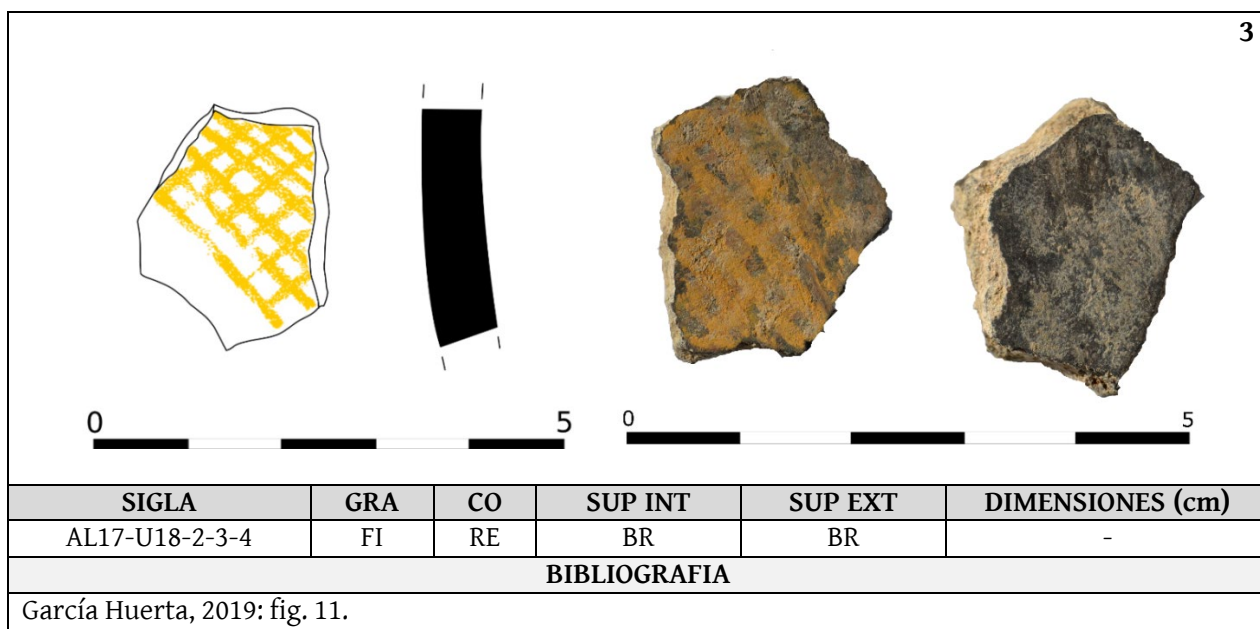 3
0 5
0 5
SIGLA GRA CO SUP INT SUP EXT DIMENSIONES (cm)
AL17-U18-2-3-4 FI RE BR BR -
BIBLIOGRAFIA
García Huerta, 2019: fig. 11.